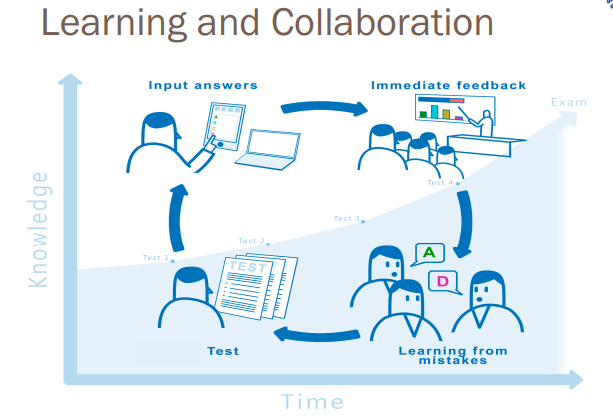 Learning and Collaboration
Input answers
Immediate feedback
Exam
Knowledge
Test 4
Test 3
Test 2
Test 1
A
D
TEST
Test
Learning from
mistakes
Time